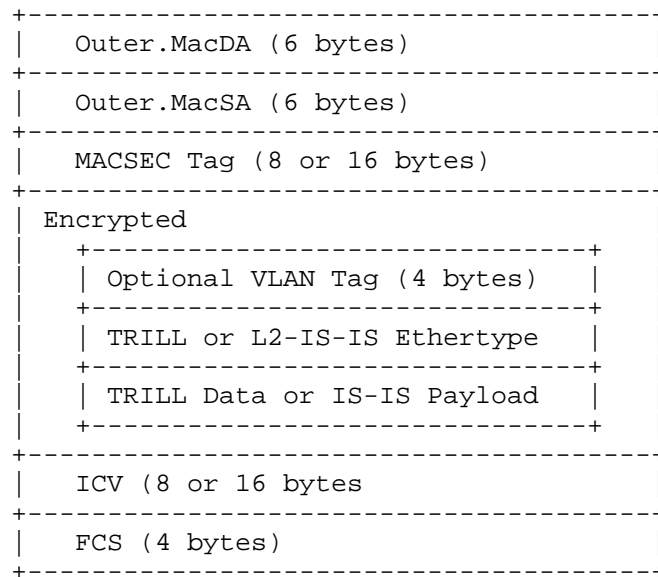 Outer.MacDA (6 bytes)
Outer.MacSA (6 bytes)
MACSEC Tag (8 or 16 bytes)
Encrypted
Optional VLAN Tag (4 bytes)
TRILL or L2-IS-IS Ethertype
TRILL Data or IS-IS Payload
ICV (8 or 16 bytes
FCS (4 bytes)